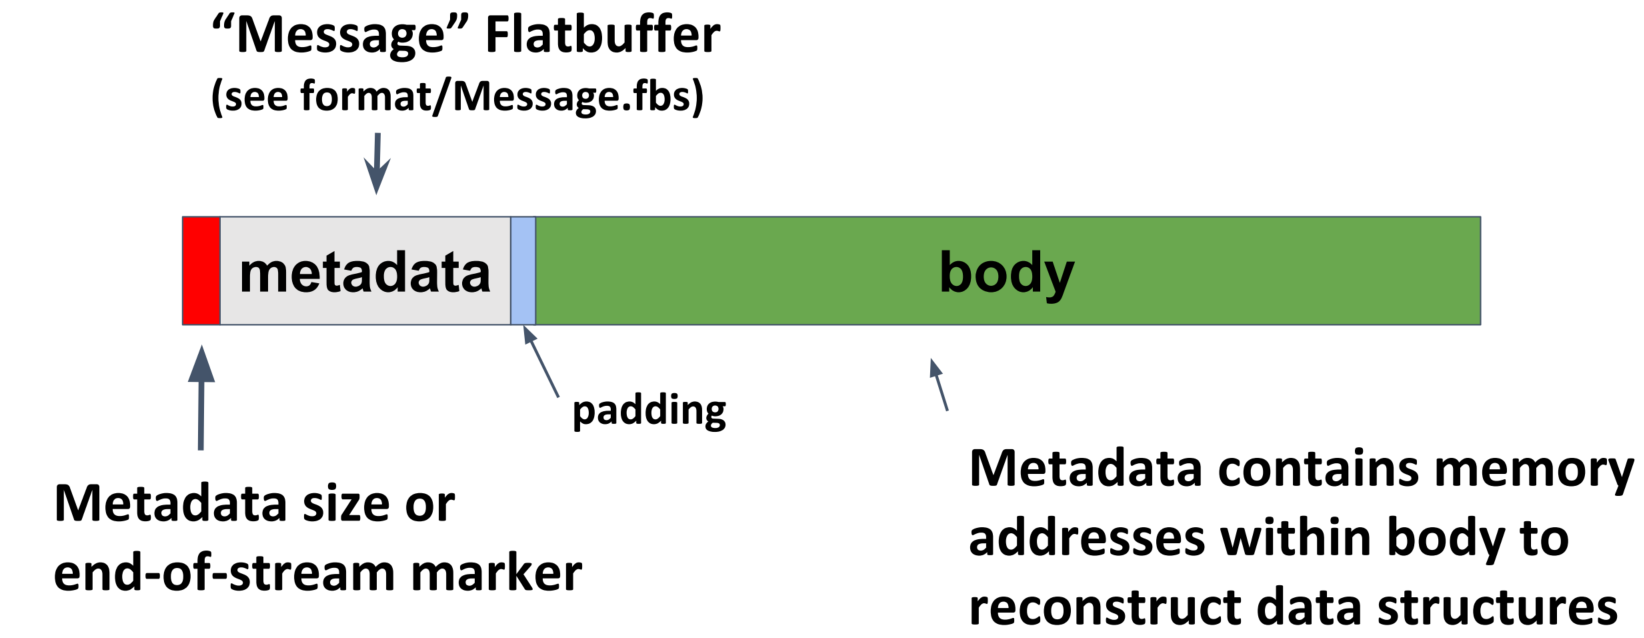 “Message” Flatbuffer
(see format/Message.fbs)
metadata
body
padding
Metadata size or
end-of-stream marker
Metadata contains memory
addresses within body to
reconstruct data structures